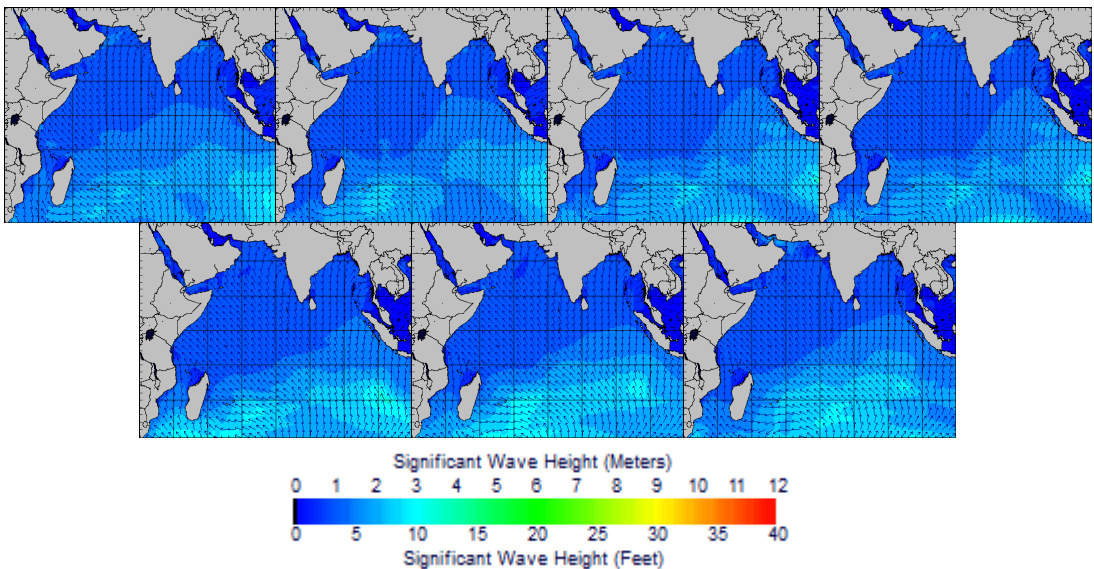 Significant Wave Height (Meters)
0 1 2 3 4 5 6 7 8 9 10 11 12
0 5 10 15 20 25 30 35 40
Significant Wave Height (Feet)